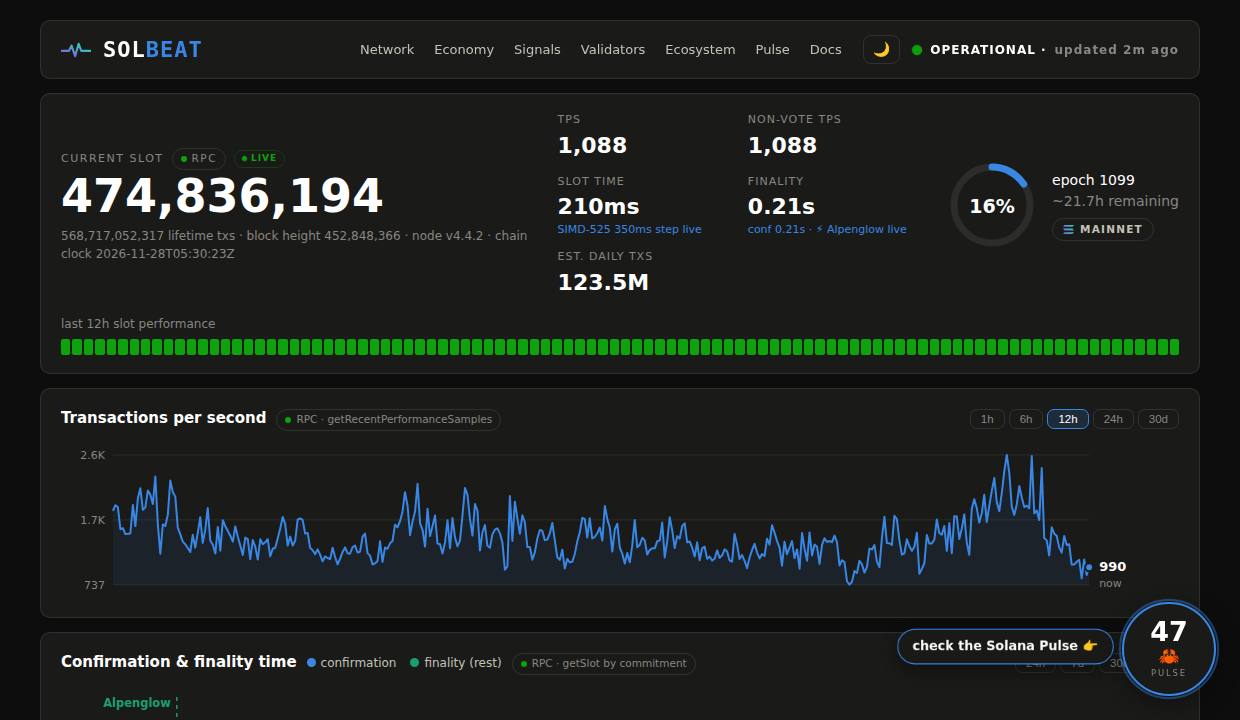 SOLBEAT
Network Economy Signals Validators Ecosystem Pulse Docs
OPERATIONAL · updated 2m ago
CURRENT SLOT RPC LIVE
474,836,194
568,717,052,317 lifetime txs · block height 452,848,366 · node v4.4.2 · chain
clock 2026-11-28T05:30:23Z
TPS
1,088
NON-VOTE TPS
1,088
SLOT TIME
210ms
SIMD-525 350ms step live
FINALITY
0.21s
conf 0.21s · ⚡ Alpenglow live
EST. DAILY TXS
123.5M
16%
epoch 1099
~21.7h remaining
MAINNET
last 12h slot performance
Transactions per second RPC · getRecentPerformanceSamples
1h 6h 12h 24h 30d
2.6K
1.7K
737
990
now
Confirmation & finality time confirmation finality (rest) RPC · getSlot by commitment
24h 7d 30d
check the Solana Pulse 👉
47
🦀
PULSE
Alpenglow